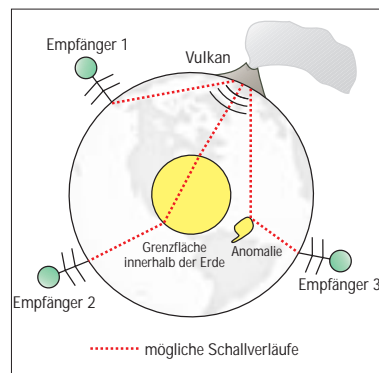 Empfänger 1
Vulkan
Grenzfläche
innerhalb der Erde
Anomalie
Empfänger 2
Empfänger 3
mögliche Schallverläufe